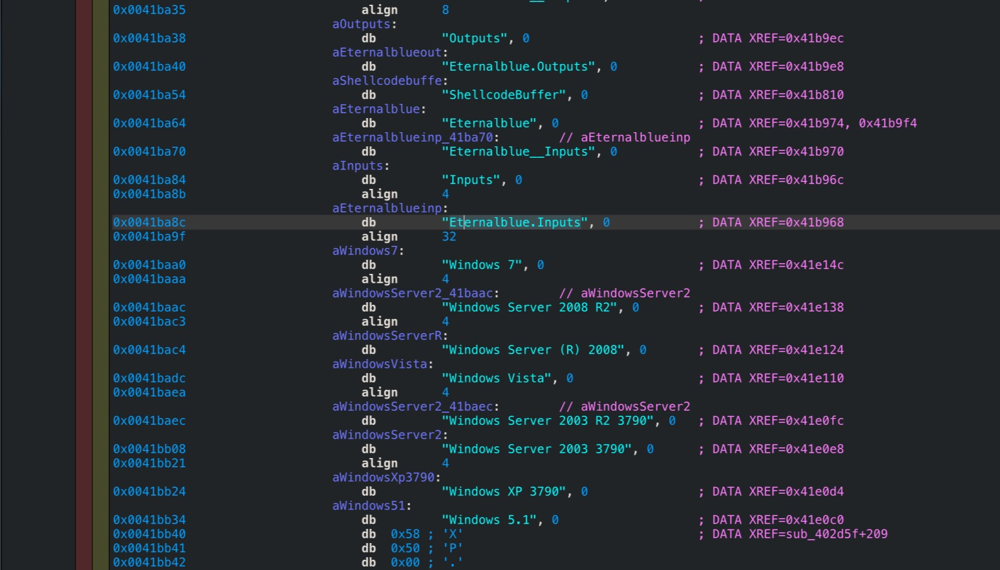 0x0041ba35 align 8
aOutputs:
0x0041ba38 db "Outputs", 0 ; DATA XREF=0x41b9ec
aEternalblueout:
0x0041ba40 db "Eternalblue.Outputs", 0 ; DATA XREF=0x41b9e8
aShellcodebuffe:
0x0041ba54 db "ShellcodeBuffer", 0 ; DATA XREF=0x41b810
aEternalblue:
0x0041ba64 db "Eternalblue", 0 ; DATA XREF=0x41b974, 0x41b9f4
aEternalblueinp_41ba70: // aEternalblueinp
0x0041ba70 db "Eternalblue__Inputs", 0 ; DATA XREF=0x41b970
aInputs:
0x0041ba84 db "Inputs", 0 ; DATA XREF=0x41b96c
0x0041ba8b align 4
aEternalblueinp:
0x0041ba8c db "Eternalblue.Inputs", 0 ; DATA XREF=0x41b968
0x0041ba9f align 32
aWindows7:
0x0041baa0 db "Windows 7", 0 ; DATA XREF=0x41e14c
0x0041baaa align 4
aWindowsServer2_41baac: // aWindowsServer2
0x0041baac db "Windows Server 2008 R2", 0 ; DATA XREF=0x41e138
0x0041bac3 align 4
aWindowsServerR:
0x0041bac4 db "Windows Server (R) 2008", 0 ; DATA XREF=0x41e124
aWindowsVista:
0x0041badc db "Windows Vista", 0 ; DATA XREF=0x41e110
0x0041baea align 4
aWindowsServer2_41baec: // aWindowsServer2
0x0041baec db "Windows Server 2003 R2 3790", 0 ; DATA XREF=0x41e0fc
aWindowsServer2:
0x0041bb08 db "Windows Server 2003 3790", 0 ; DATA XREF=0x41e0e8
0x0041bb21 align 4
aWindowsXp3790:
0x0041bb24 db "Windows XP 3790", 0 ; DATA XREF=0x41e0d4
aWindows51:
0x0041bb34 db "Windows 5.1", 0 ; DATA XREF=0x41e0c0
0x0041bb40 db 0x58 ; 'X' ; DATA XREF=sub_402d5f+209
0x0041bb41 db 0x50 ; 'P'
0x0041bb42 db 0x00 ; '.'